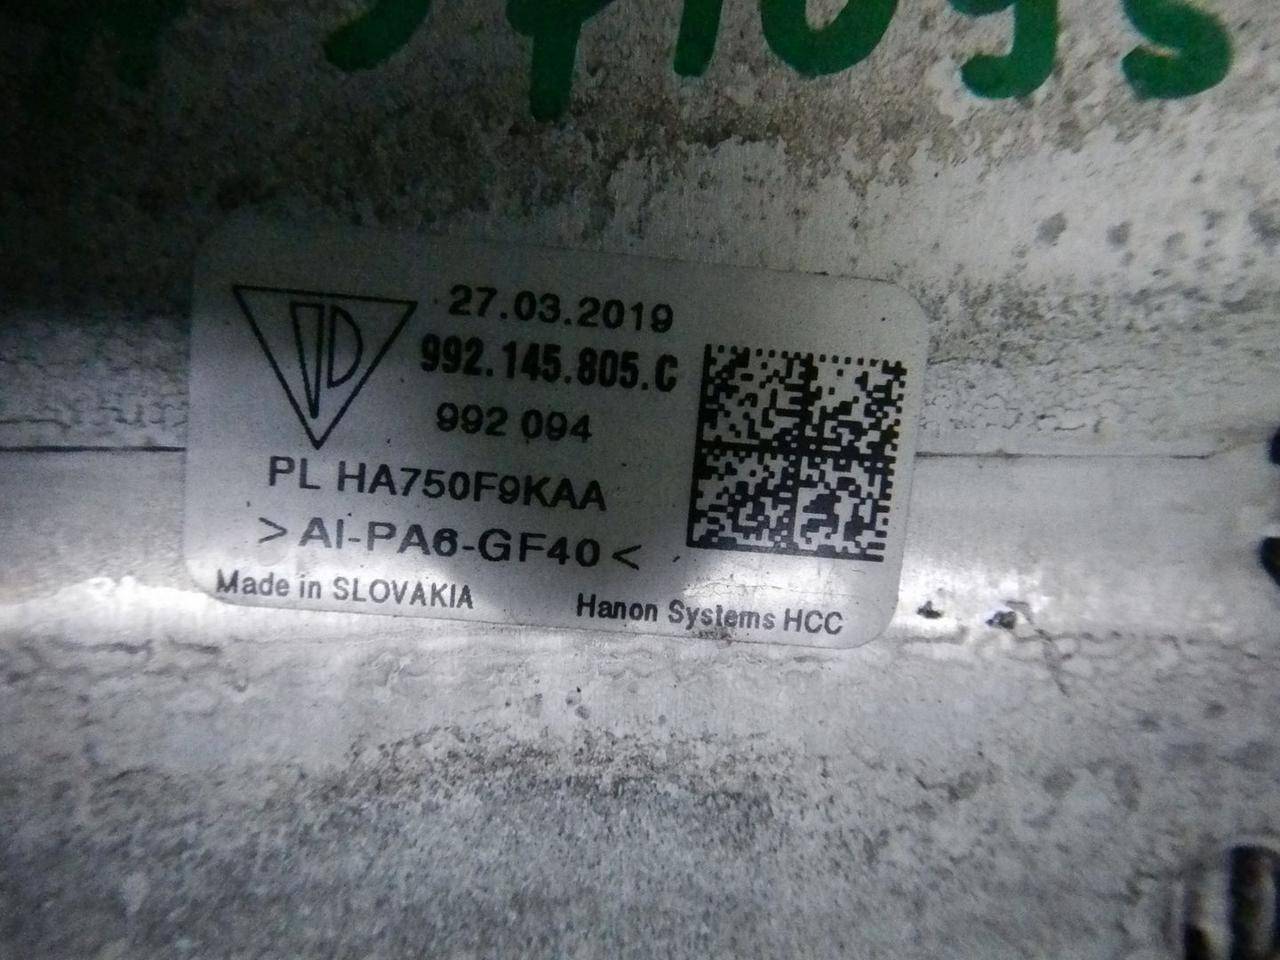 27.03.2019
992.145.805.C
992 094
PL HA750F9KAA
>Al-PA6-GF40<
Made in SLOVAKIA
Hanon Systems HCC